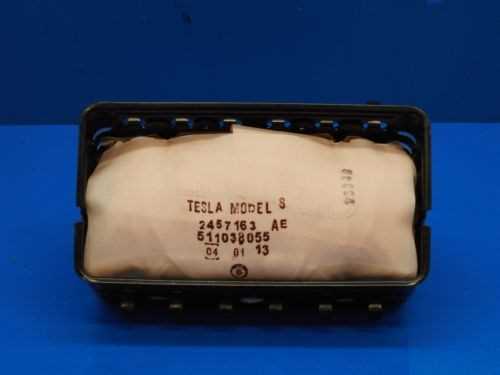 TESLA MODEL S
2457163 AE
511038055
04 01 13